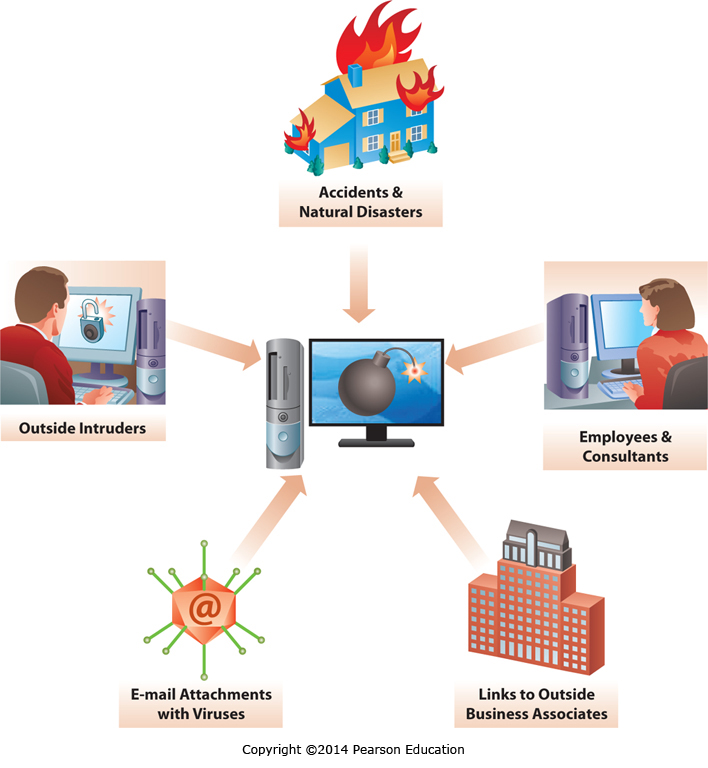 Accidents &
Natural Disasters
Outside Intruders
Employees &
Consultants
@
E-mail Attachments
with Viruses
Links to Outside
Business Associates
Copyright ©2014 Pearson Education